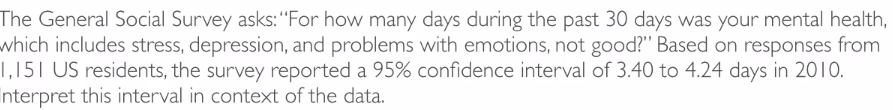 The General Social Survey asks: "For how many days during the past 30 days was your mental health,
which includes stress, depression, and problems with emotions, not good?" Based on responses from
1,151 US residents, the survey reported a 95% confidence interval of 3.40 to 4.24 days in 2010.
Interpret this interval in context of the data.